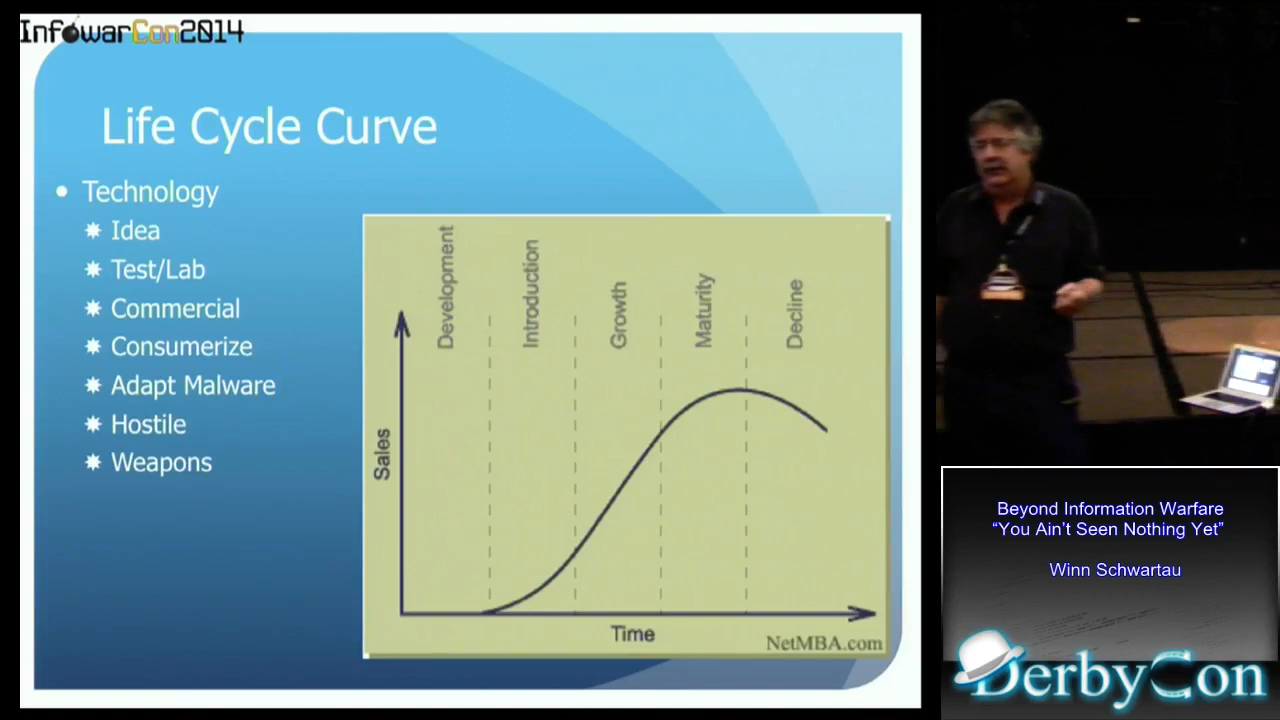 InfowarCon2014
Life Cycle Curve
Technology
Idea
Test/Lab
Commercial
Consumerize
Adapt Malware
Hostile
Weapons
Development
Introduction
Growth
Maturity
Decline
Sales
Time
NetMBA.com
Beyond Information Warfare
“You Ain’t Seen Nothing Yet”
Winn Schwartau
DerbyCon